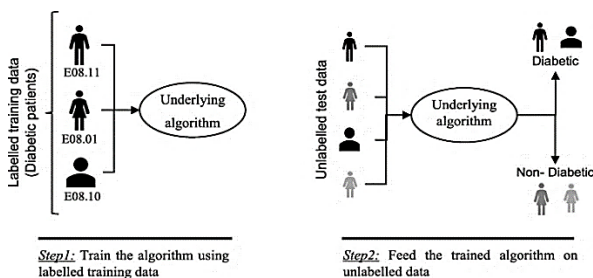 Labelled training data
(Diabetic patients)
E08.11
E08.01
E08.10
Underlying
algorithm
Step1: Train the algorithm using
labelled training data
Unlabelled test data
Underlying
algorithm
Diabetic
Non- Diabetic
Step2: Feed the trained algorithm on
unlabelled data